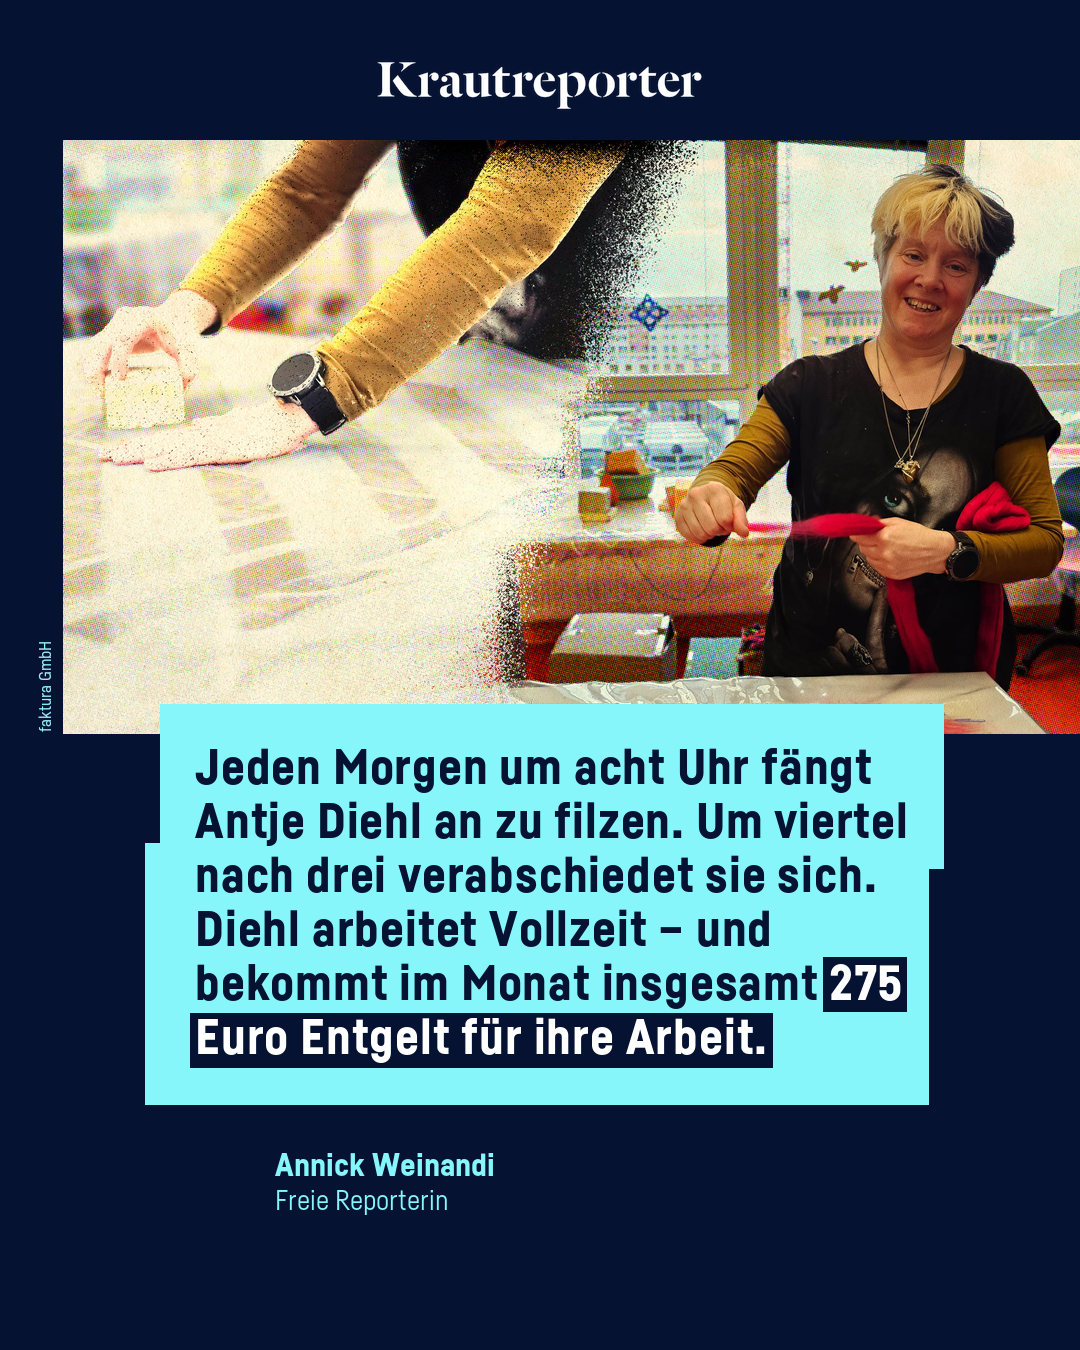 Krautreporter
faktura GmbH
Jeden Morgen um acht Uhr fängt
Antje Diehl an zu filzen. Um viertel
nach drei verabschiedet sie sich.
Diehl arbeitet Vollzeit – und
bekommt im Monat insgesamt 275
Euro Entgelt für ihre Arbeit.
Annick Weinandi
Freie Reporterin